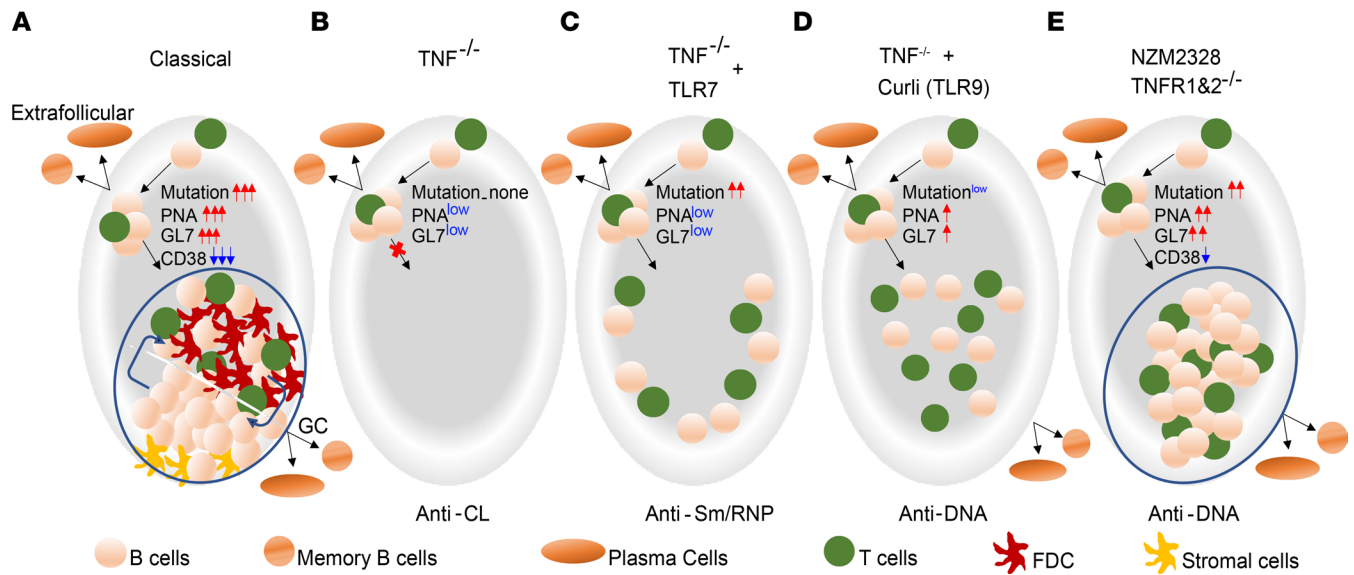 A
Classical
Extrafollicular
Mutation ↑↑↑
PNA ↑↑↑
GL7 ↑↑↑
CD38 ↓↓↓
GC
B
TNF-/-
Mutation_none
PNAlow
GL7low
Anti-CL
C
TNF-/- +
TLR7
Mutation ↑↑
PNAlow
GL7low
Anti-Sm/RNP
D
TNF-/- +
Curli (TLR9)
Mutationlow
PNA ↑
GL7 ↑
Anti-DNA
E
NZM2328
TNFR1&2-/-
Mutation ↑↑
PNA ↑↑
GL7 ↑↑
CD38 ↓
Anti-DNA
B cells
Memory B cells
Plasma Cells
T cells
FDC
Stromal cells